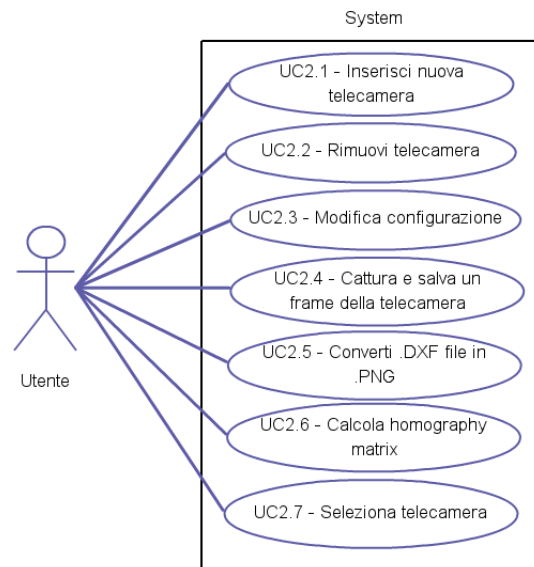 System
UC2.1 - Inserisci nuova
telecamera
UC2.2 - Rimuovi telecamera
UC2.3 - Modifica configurazione
UC2.4 - Cattura e salva un
frame della telecamera
Utente
UC2.5 - Converti .DXF file in
.PNG
UC2.6 - Calcola homography
matrix
UC2.7 - Seleziona telecamera